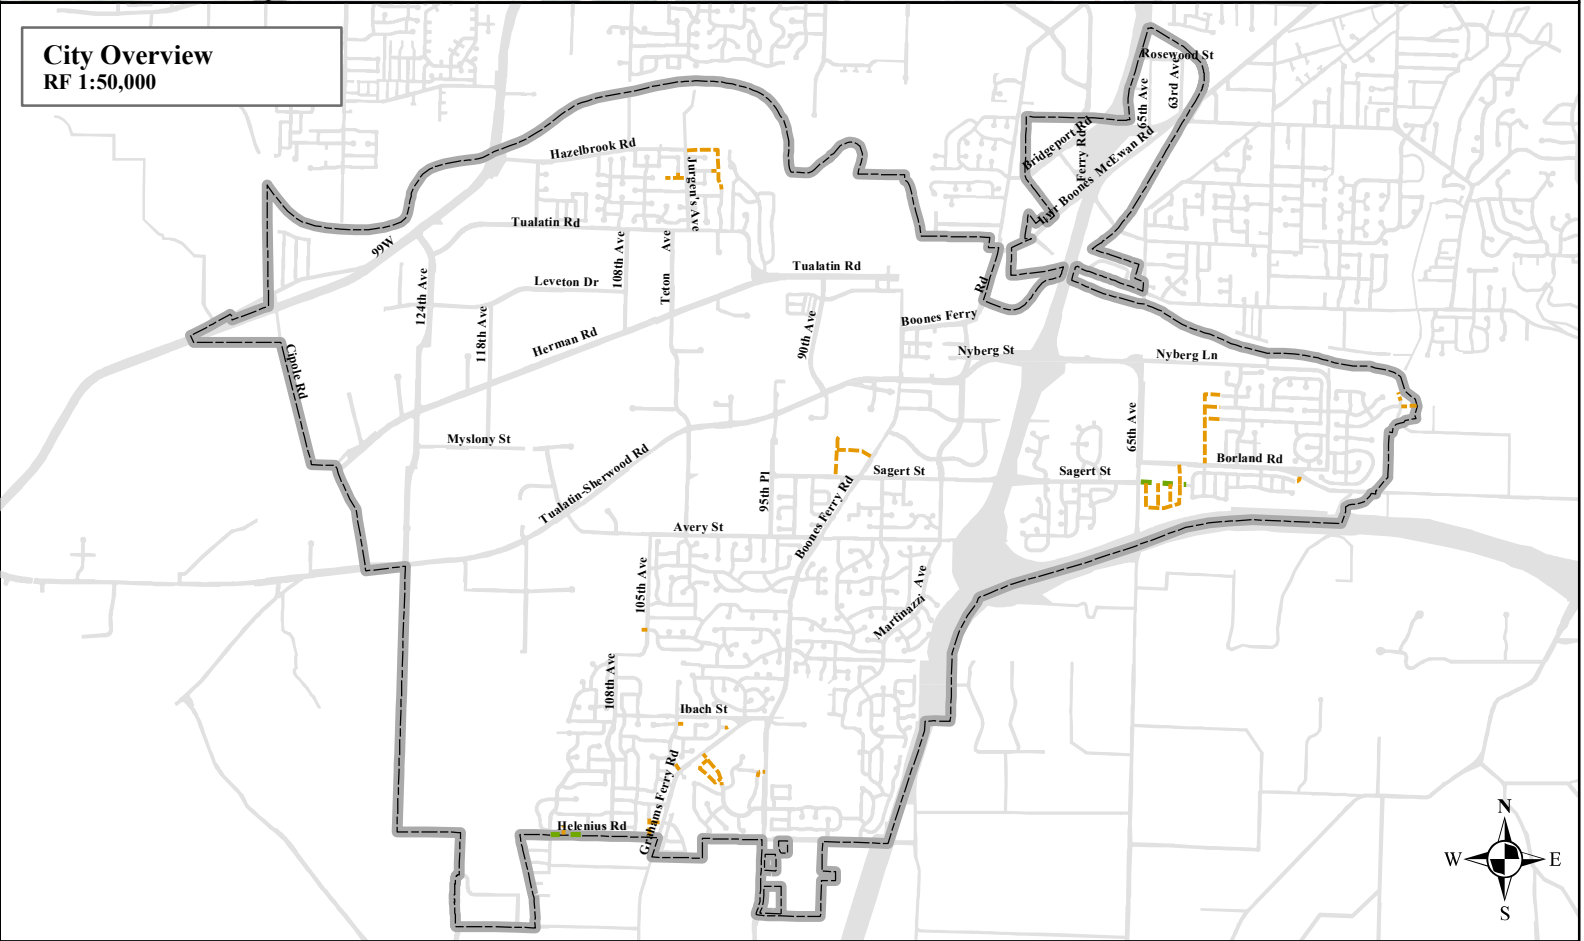 City Overview
RF 1:50,000
Rosewood St
63rd Ave
65th Ave
Bridgeport Rd
Ferry Rd
McEwan Rd
Boones
Hazelbrook Rd
Jurgen's Ave
Tualatin Rd
99W
108th Ave
Teton Ave
Tualatin Rd
Leveton Dr
124th Ave
118th Ave
Herman Rd
90th Ave
Boones Ferry Rd
Nyberg St
Nyberg Ln
Cipole Rd
65th Ave
Myslony St
Tualatin-Sherwood Rd
95th Pl
Sagert St
Sagert St
Borland Rd
Boones Ferry Rd
Avery St
105th Ave
Martinazzi Ave
108th Ave
Ibach St
Grahams Ferry Rd
Helenius Rd
N
W
E
S